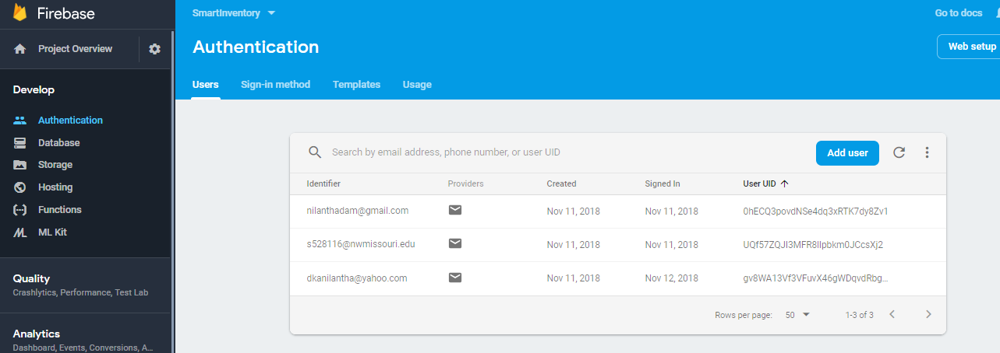 Firebase
SmartInventory
Go to docs
Project Overview
Authentication
Web setup
Users Sign-in method Templates Usage
Develop
Authentication
Database
Storage
Hosting
Functions
ML Kit
Quality
Crashlytics, Performance, Test Lab
Analytics
Dashboard, Events, Conversions, A...
Search by email address, phone number, or user UID
Add user
Identifier Providers Created Signed In User UID
nilanthadam@gmail.com Nov 11, 2018 Nov 11, 2018 0hECQ3povdNSe4dq3xRTK7dy8Zv1
s528116@nwmissouri.edu Nov 11, 2018 Nov 11, 2018
dkanilantha@yahoo.com Nov 11, 2018 Nov 12, 2018 gv8WA13Vf3VFuvX46gWDqvdRbg...
Rows per page: 50 1-3 of 3